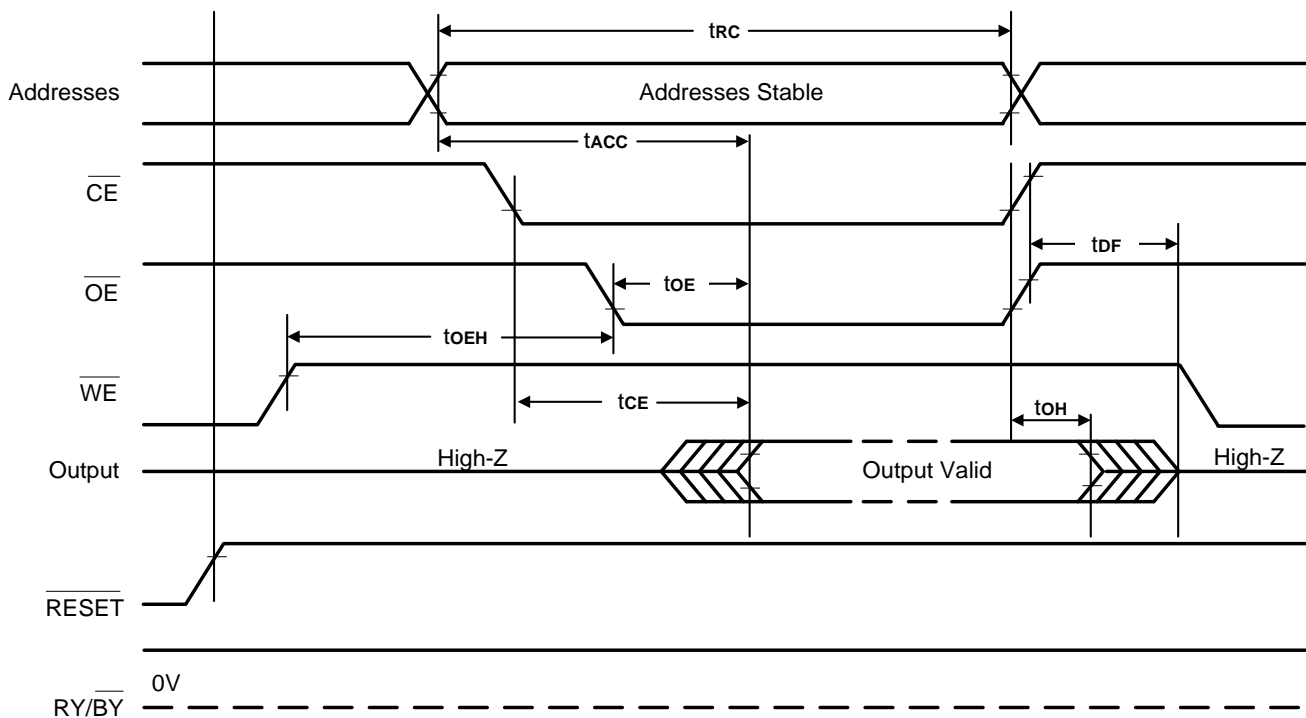 tRC
Addresses
Addresses Stable
tACC
CE
tDF
OE
tOE
tOEH
WE
tCE
tOH
Output
High-Z
Output Valid
High-Z
RESET
0V
RY/BY